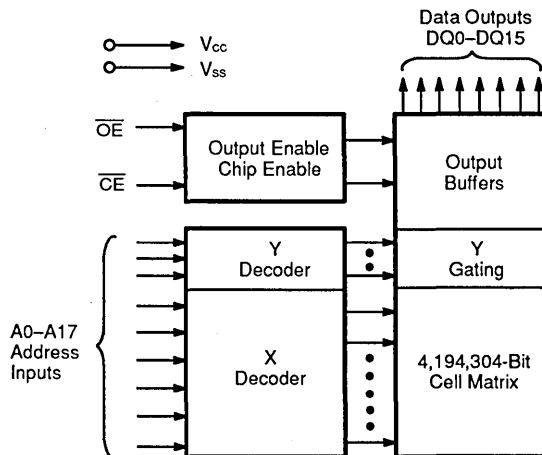 Data Outputs
DQ0–DQ15
VCC
VSS
OE
CE
Output Enable
Chip Enable
Output
Buffers
Y
Decoder
Y
Gating
A0–A17
Address
Inputs
X
Decoder
4,194,304-Bit
Cell Matrix